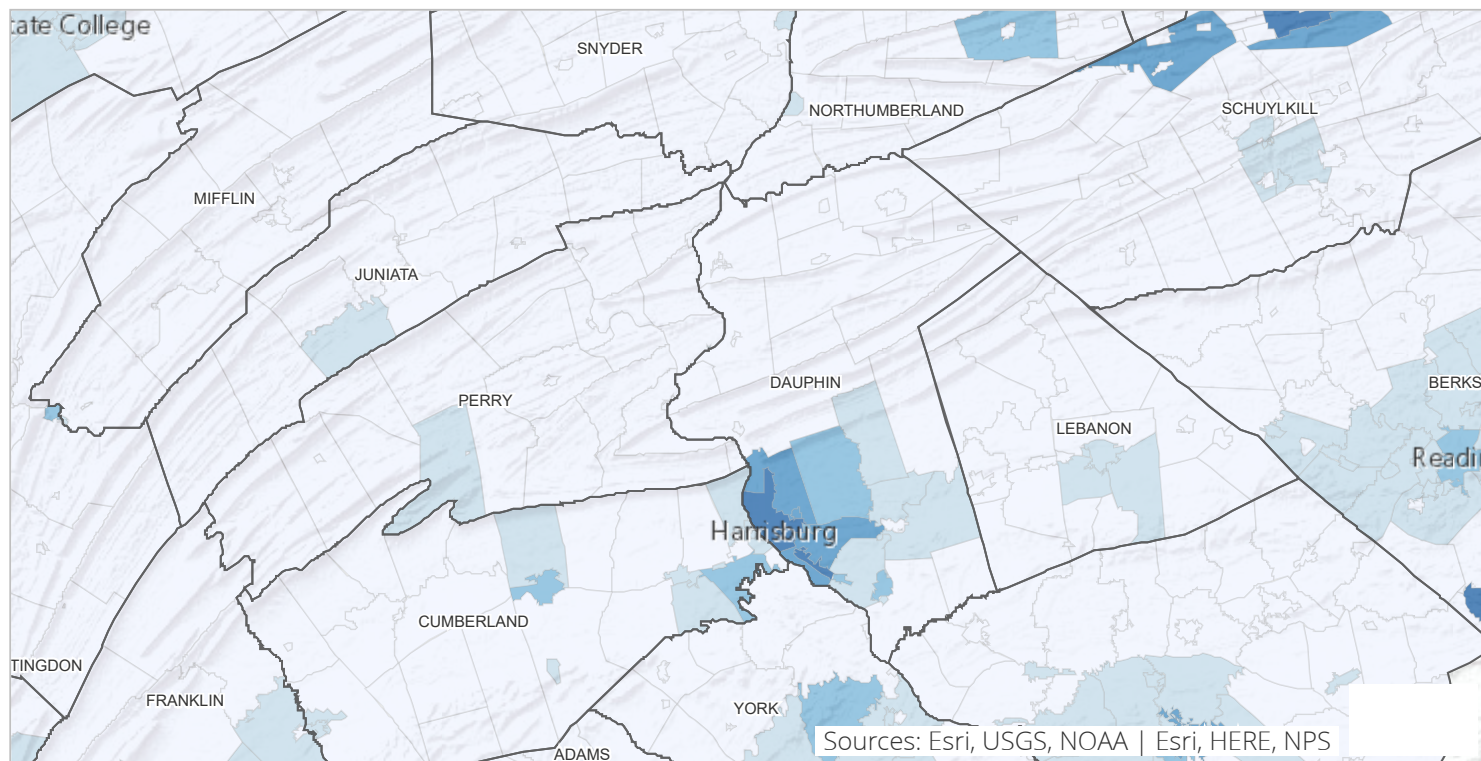 tate College
SNYDER
NORTHUMBERLAND
SCHUYLKILL
MIFFLIN
JUNIATA
DAUPHIN
BERKS
PERRY
LEBANON
Readi
Harrisburg
CUMBERLAND
TINGDON
FRANKLIN
YORK
ADAMS
Sources: Esri, USGS, NOAA | Esri, HERE, NPS